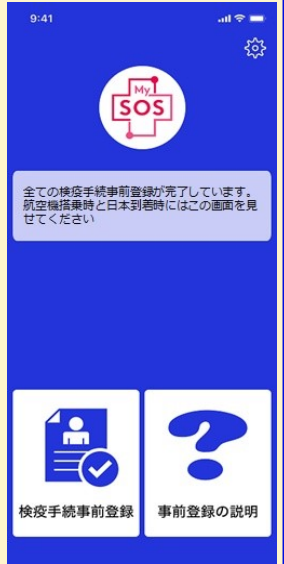 9:41
My
SOS
全ての検疫手続事前登録が完了しています。
航空機搭乗時と日本到着時にはこの画面を見
せてください
検疫手続事前登録
事前登録の説明